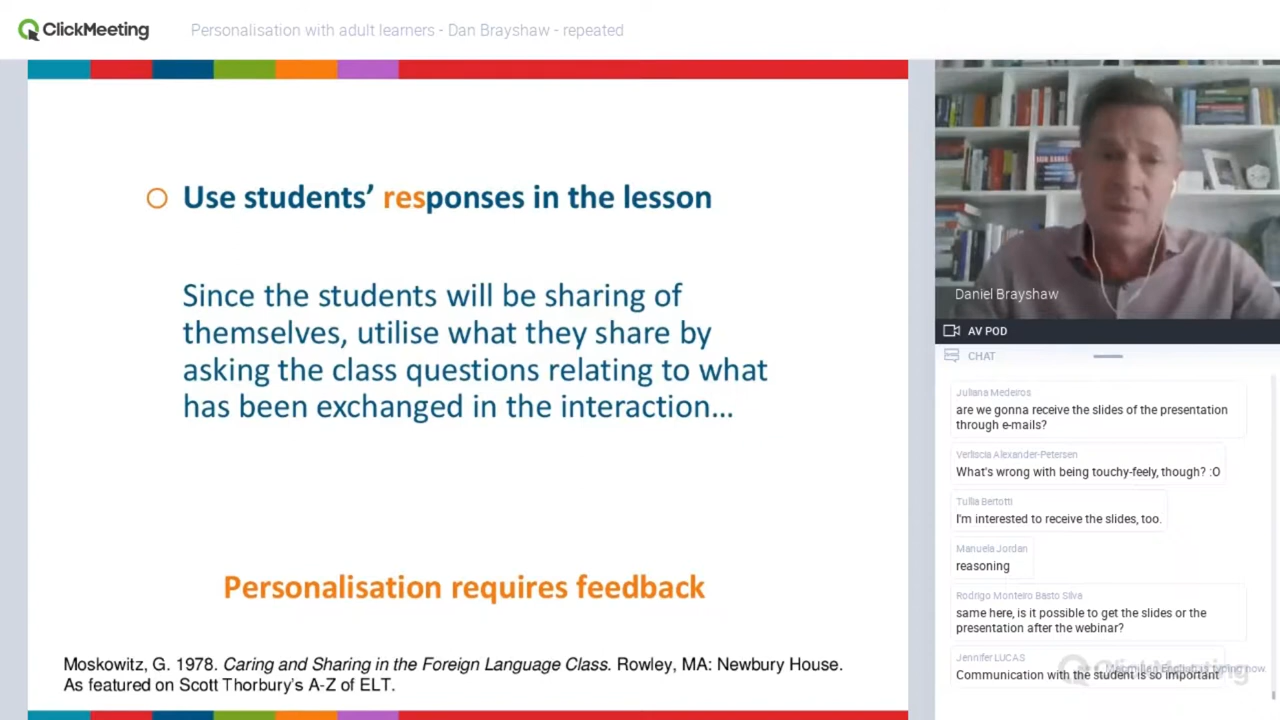 ClickMeeting
Personalisation with adult learners - Dan Brayshaw - repeated
Use students’ responses in the lesson
Since the students will be sharing of
themselves, utilise what they share by
asking the class questions relating to what
has been exchanged in the interaction...
Personalisation requires feedback
Moskowitz, G. 1978. Caring and Sharing in the Foreign Language Class. Rowley, MA: Newbury House.
As featured on Scott Thorbury’s A-Z of ELT.
Daniel Brayshaw
AV POD
CHAT
Juliana Medeiros
are we gonna receive the slides of the presentation
through e-mails?
Verliscia Alexander-Petersen
What's wrong with being touchy-feely, though? :O
Tullia Bertotti
I'm interested to receive the slides, too.
Manuela Jordan
reasoning
Rodrigo Monteiro Basto Silva
same here, is it possible to get the slides or the
presentation after the webinar?
Jennifer LUCAS
Communication with the student is so important
Macmillan English is typing now
ClickMeeting